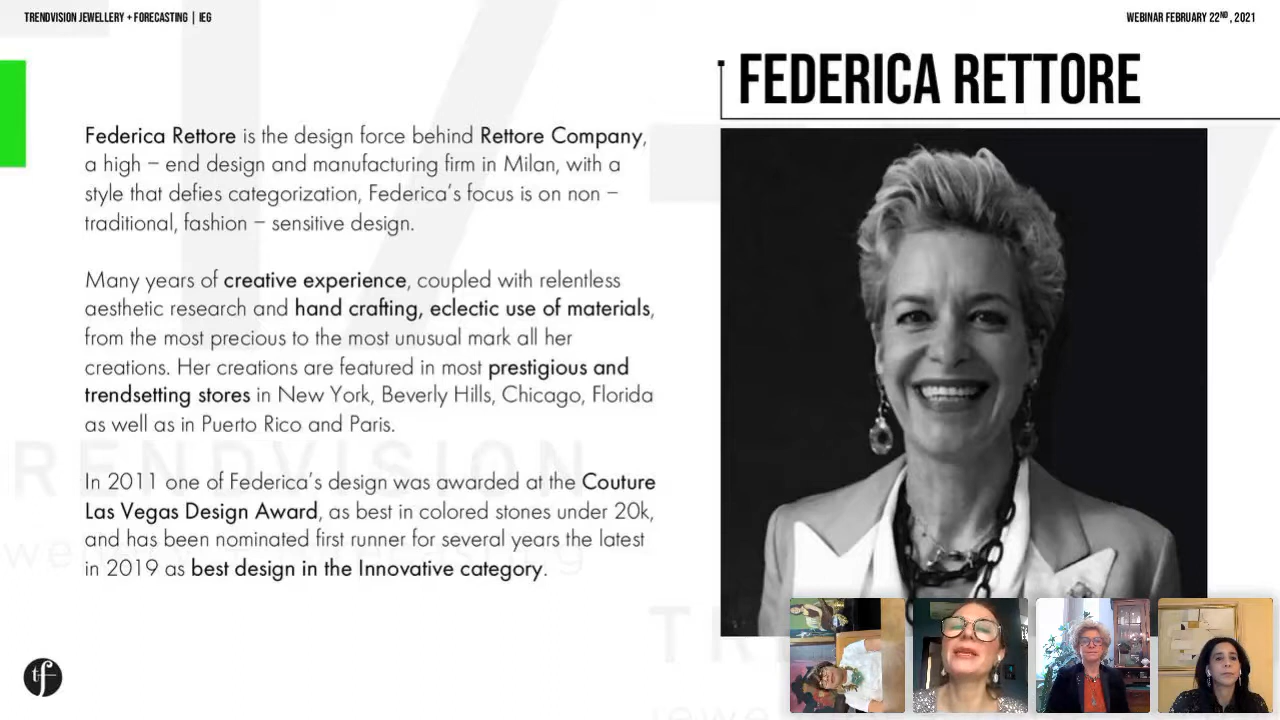 TRENDVISION JEWELLERY + FORECASTING | IEG
WEBINAR FEBRUARY 22ND, 2021
FEDERICA RETTORE
Federica Rettore is the design force behind Rettore Company,
a high – end design and manufacturing firm in Milan, with a
style that defies categorization, Federica's focus is on non –
traditional, fashion – sensitive design.
Many years of creative experience, coupled with relentless
aesthetic research and hand crafting, eclectic use of materials,
from the most precious to the most unusual mark all her
creations. Her creations are featured in most prestigious and
trendsetting stores in New York, Beverly Hills, Chicago, Florida
as well as in Puerto Rico and Paris.
In 2011 one of Federica's design was awarded at the Couture
Las Vegas Design Award, as best in colored stones under 20k,
and has been nominated first runner for several years the latest
in 2019 as best design in the Innovative category.
tf